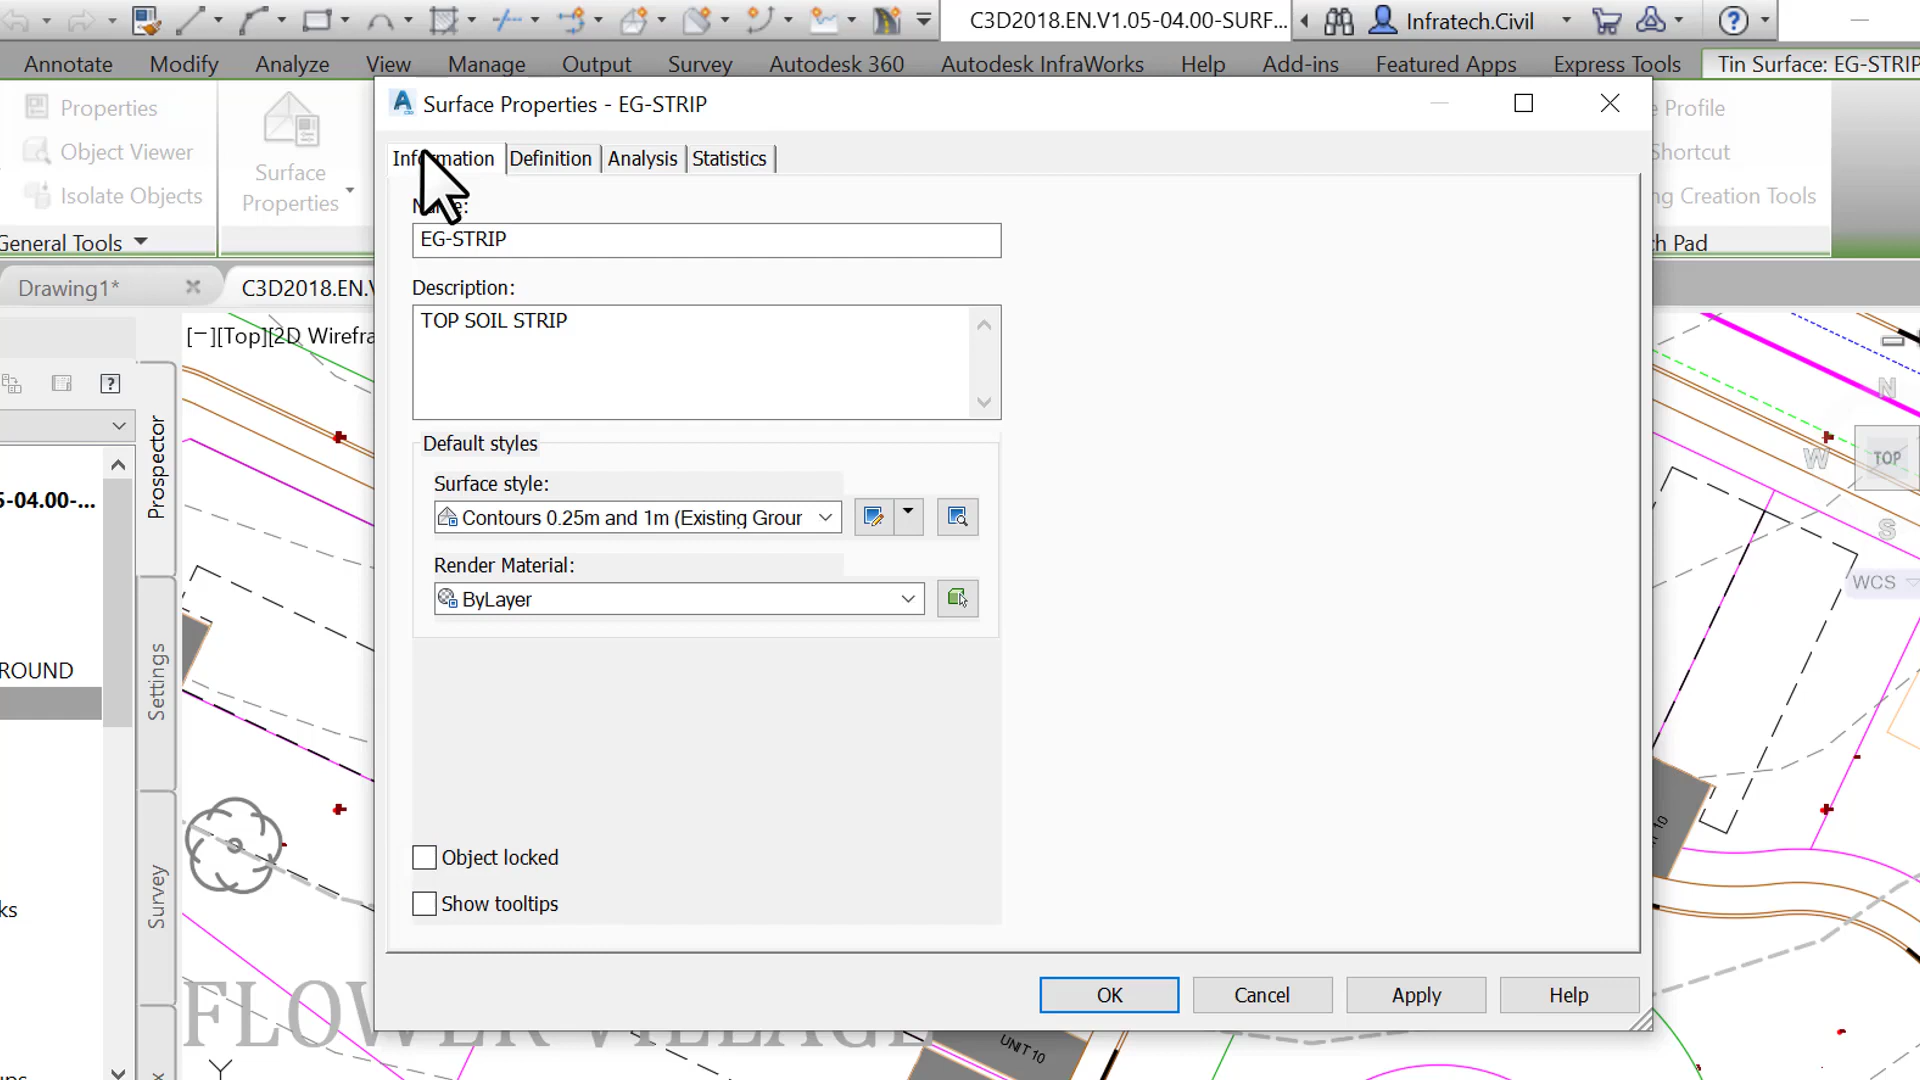 C3D2018.EN.V1.05-04.00-SURF... Infratech.Civil
Annotate Modify Analyze View Manage Output Survey Autodesk 360 Autodesk InfraWorks Help Add-ins Featured Apps Express Tools Tin Surface: EG-STRIP
Surface Properties - EG-STRIP
Properties
Object Viewer
Isolate Objects
General Tools
Surface
Properties
Profile
Shortcut
Creation Tools
Pad
Information Definition Analysis Statistics
Name:
EG-STRIP
Description:
TOP SOIL STRIP
Default styles
Surface style:
Contours 0.25m and 1m (Existing Grour
Render Material:
ByLayer
Object locked
Show tooltips
OK Cancel Apply Help
Drawing1* C3D2018.EN.V
[−][Top][2D Wirefra
Prospector
5-04.00-...
ROUND
Settings
Survey
ks
N
W TOP
S
WCS
10
FLOWER VILLAGE
UNIT 10
Y